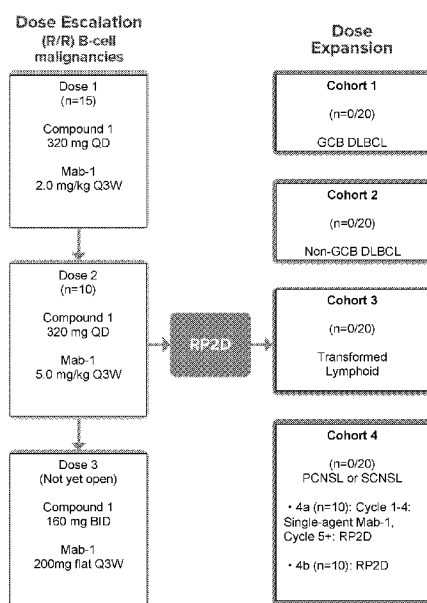 Dose Escalation
(R/R) B-cell
malignancies
Dose 1
(n=15)
Compound 1
320 mg QD
Mab-1
2.0 mg/kg Q3W
Dose 2
(n=10)
Compound 1
320 mg QD
Mab-1
5.0 mg/kg Q3W
Dose 3
(Not yet open)
Compound 1
160 mg BID
Mab-1
200mg flat Q3W
RP2D
Dose
Expansion
Cohort 1
(n=0/20)
GCB DLBCL
Cohort 2
(n=0/20)
Non-GCB DLBCL
Cohort 3
(n=0/20)
Transformed
Lymphoid
Cohort 4
(n=0/20)
PCNSL or SCNSL
• 4a (n=10): Cycle 1-4:
Single-agent Mab-1,
Cycle 5+: RP2D
• 4b (n=10): RP2D